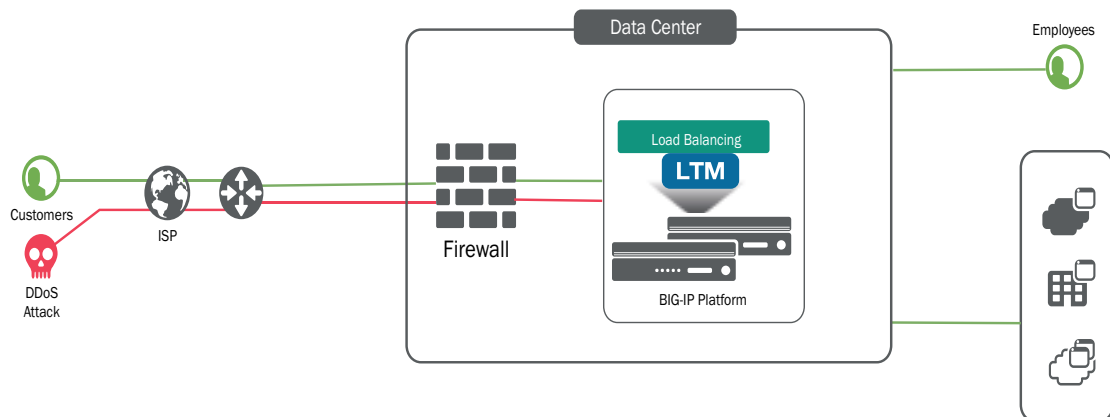 Data Center
Employees
Load Balancing
LTM
Customers
ISP
Firewall
DDoS
Attack
BIG-IP Platform